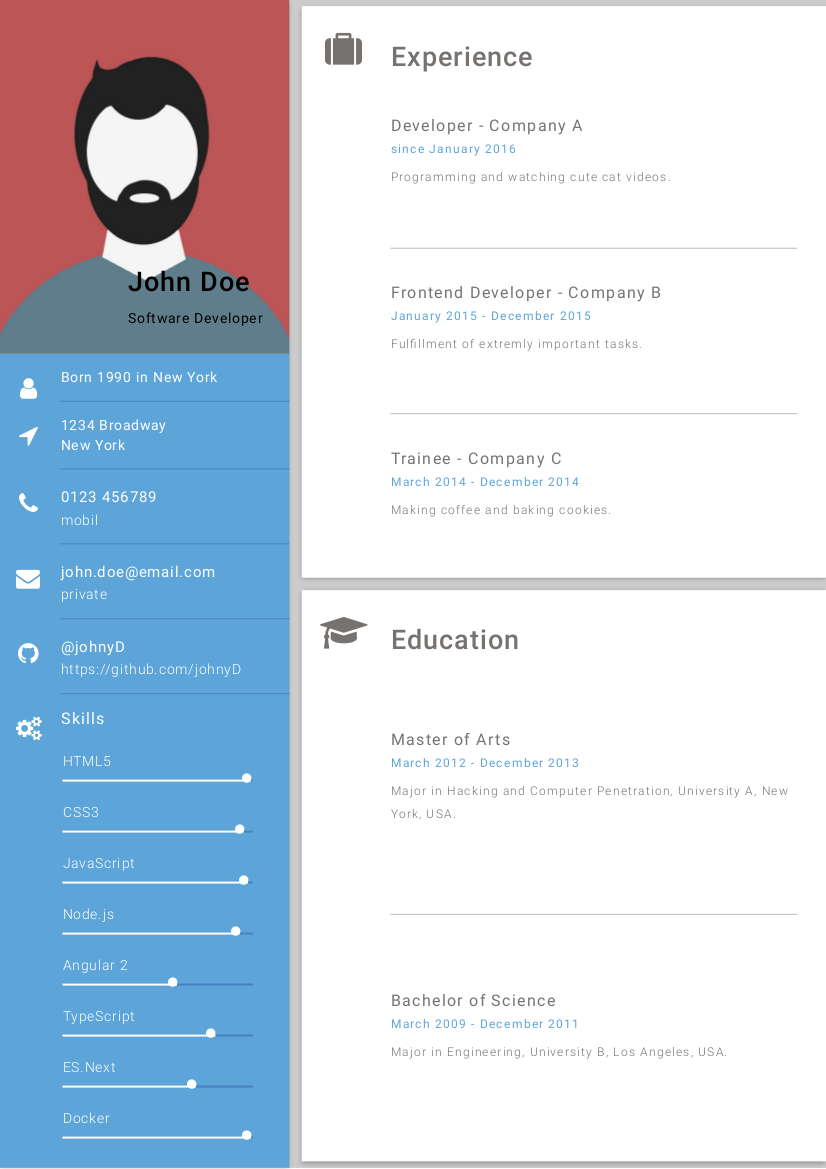 John Doe
Software Developer
Born 1990 in New York
1234 Broadway
New York
0123 456789
mobil
john.doe@email.com
private
@johnyD
https://github.com/johnyD
Skills
HTML5
CSS3
JavaScript
Node.js
Angular 2
TypeScript
ES.Next
Docker
Experience
Developer - Company A
since January 2016
Programming and watching cute cat videos.
Frontend Developer - Company B
January 2015 - December 2015
Fulfillment of extremly important tasks.
Trainee - Company C
March 2014 - December 2014
Making coffee and baking cookies.
Education
Master of Arts
March 2012 - December 2013
Major in Hacking and Computer Penetration, University A, New
York, USA.
Bachelor of Science
March 2009 - December 2011
Major in Engineering, University B, Los Angeles, USA.